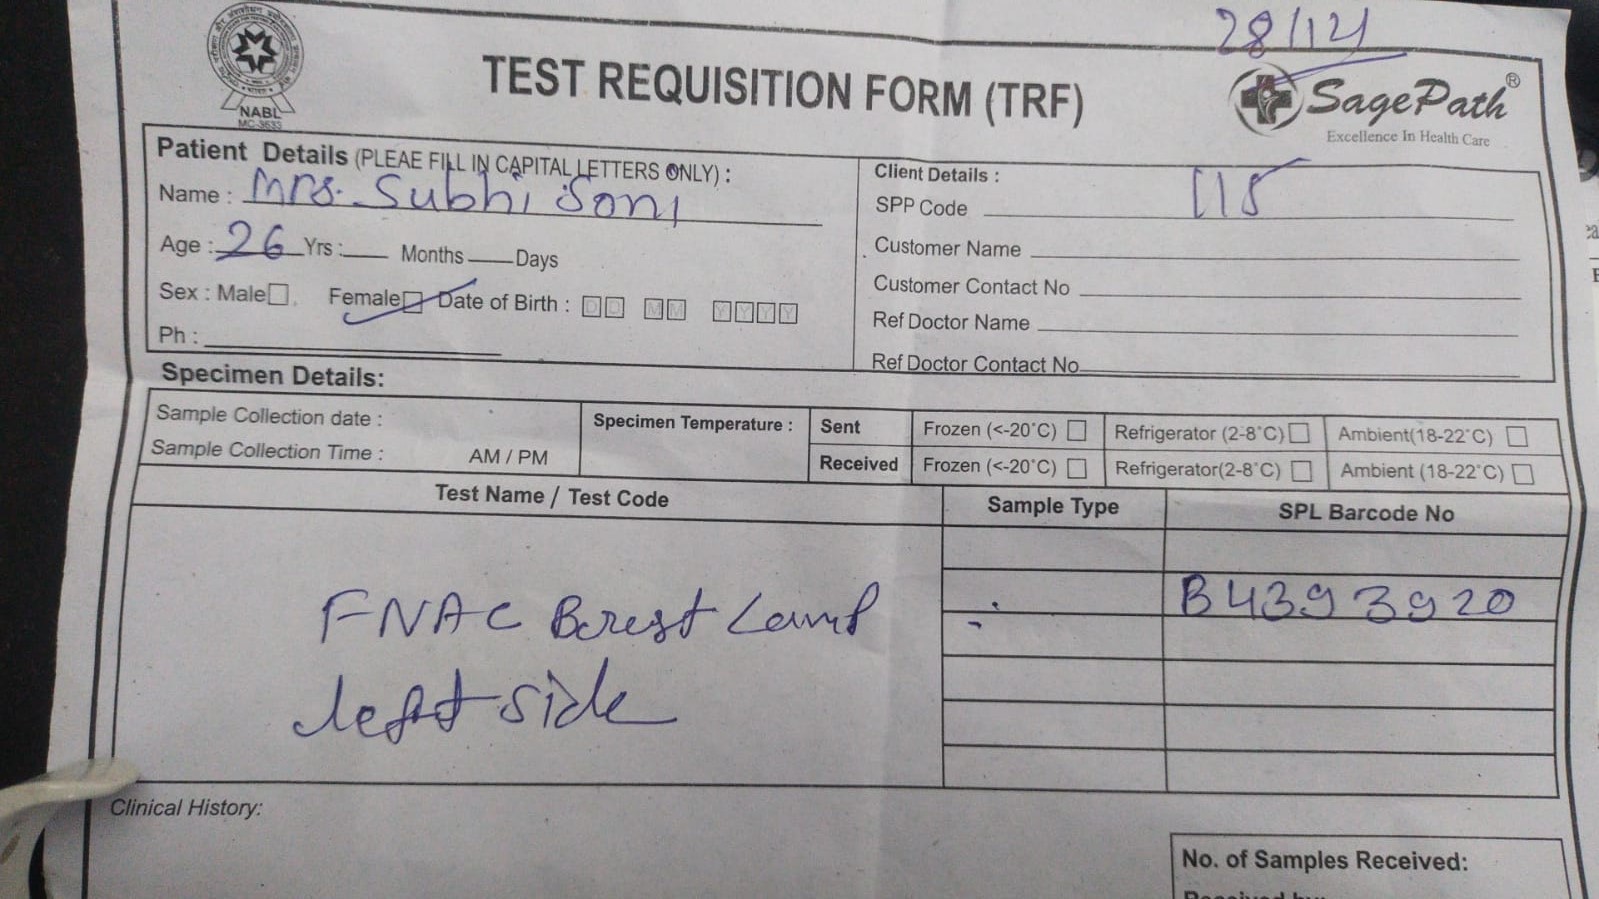 28/12
NABL
MC-3633
TEST REQUISITION FORM (TRF)
SagePath®
Excellence In Health Care
Patient Details (PLEAE FILL IN CAPITAL LETTERS ONLY) :
Name : Mrs. Subhi Soni
Age : 26 Yrs : Months Days
Sex : Male Female Date of Birth : DD MM YYYY
Ph :
Client Details :
SPP Code 115
Customer Name
Customer Contact No
Ref Doctor Name
Ref Doctor Contact No
Specimen Details:
Sample Collection date :
Sample Collection Time : AM / PM
Specimen Temperature :
Sent Frozen (<-20°C) Refrigerator (2-8°C) Ambient(18-22°C)
Received Frozen (<-20°C) Refrigerator(2-8°C) Ambient (18-22°C)
Test Name / Test Code Sample Type SPL Barcode No
B4393920
FNAC Brest Lamp
left side
Clinical History:
No. of Samples Received: